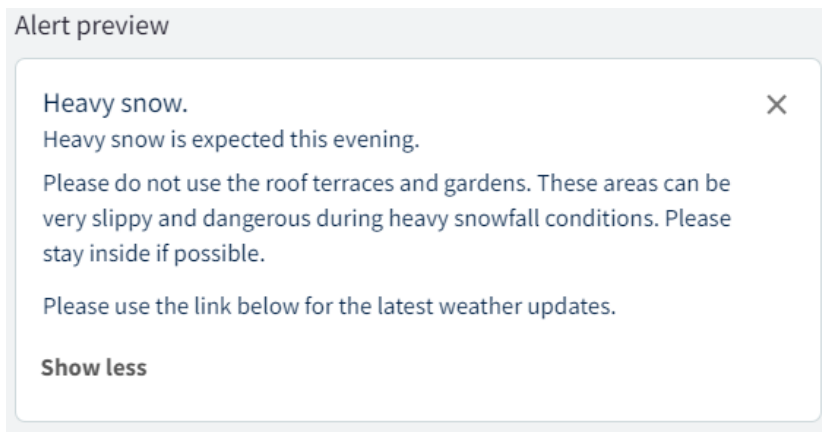 Alert preview
Heavy snow.
Heavy snow is expected this evening.
Please do not use the roof terraces and gardens. These areas can be
very slippy and dangerous during heavy snowfall conditions. Please
stay inside if possible.
Please use the link below for the latest weather updates.
Show less